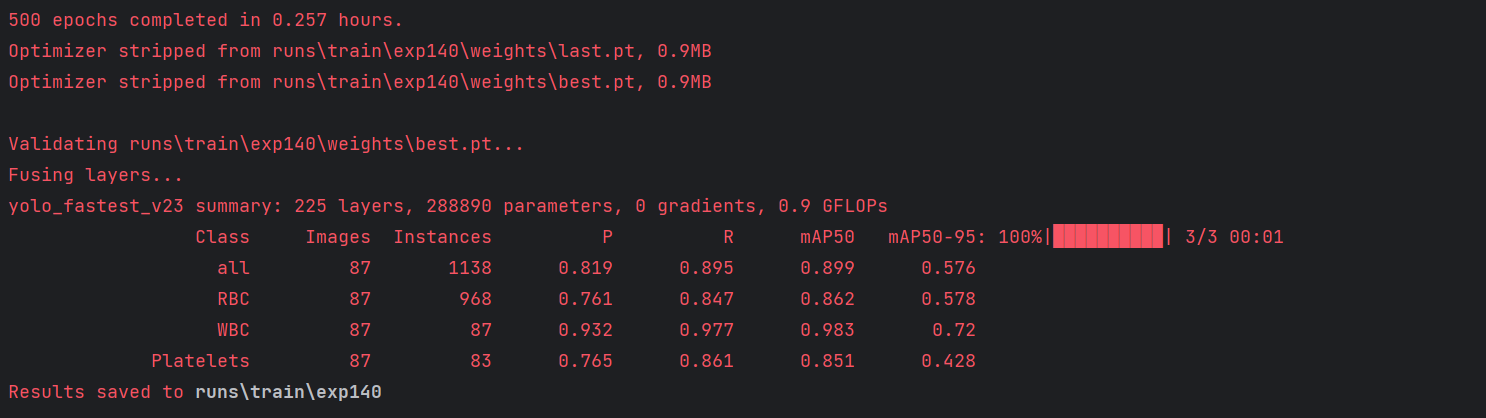 500 epochs completed in 0.257 hours.
Optimizer stripped from runs\train\exp140\weights\last.pt, 0.9MB
Optimizer stripped from runs\train\exp140\weights\best.pt, 0.9MB
Validating runs\train\exp140\weights\best.pt...
Fusing layers...
yolo_fastest_v23 summary: 225 layers, 288890 parameters, 0 gradients, 0.9 GFLOPs
Class Images Instances P R mAP50 mAP50-95: 100%|██████████| 3/3 00:01
all 87 1138 0.819 0.895 0.899 0.576
RBC 87 968 0.761 0.847 0.862 0.578
WBC 87 87 0.932 0.977 0.983 0.72
Platelets 87 83 0.765 0.861 0.851 0.428
Results saved to runs\train\exp140